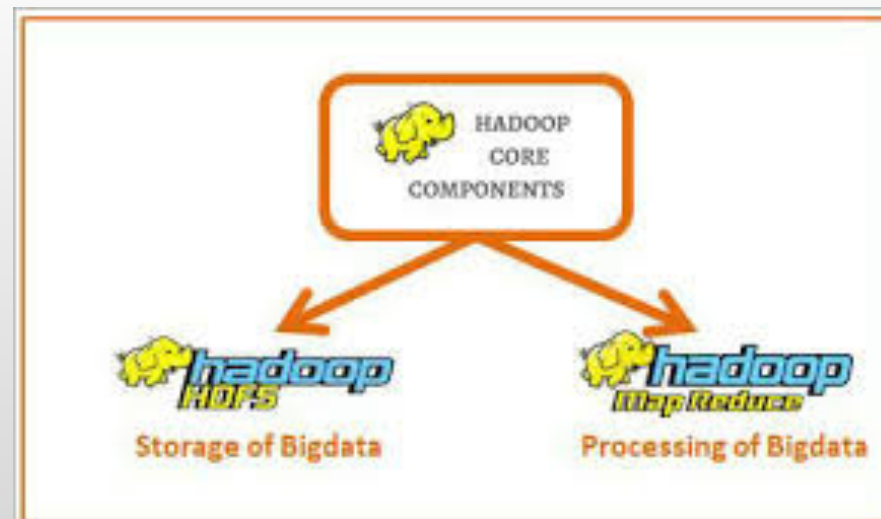 HADOOP
CORE
COMPONENTS
hadoop
HDFS
Storage of Bigdata
hadoop
Map Reduce
Processing of Bigdata